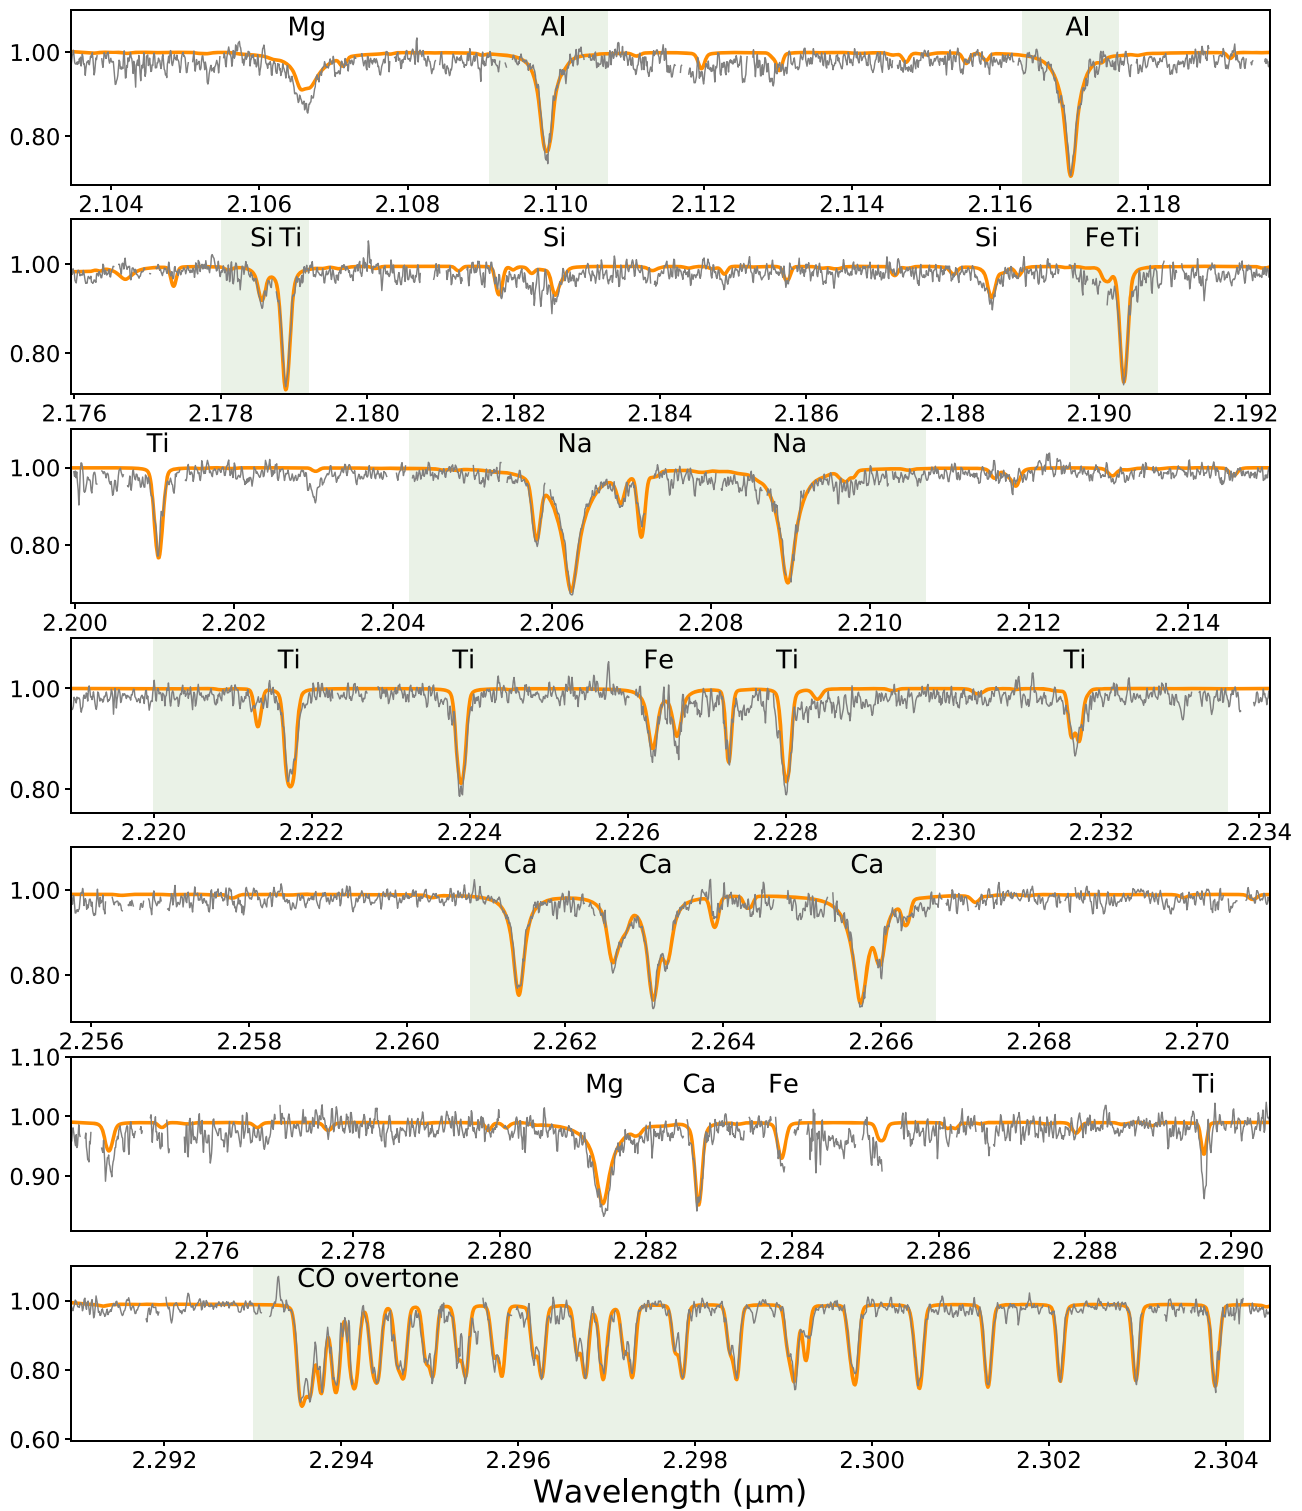 Mg Al Al
1.00
0.80
2.104 2.106 2.108 2.110 2.112 2.114 2.116 2.118
Si Ti Si Si Fe Ti
1.00
0.80
2.176 2.178 2.180 2.182 2.184 2.186 2.188 2.190 2.192
Ti Na Na
1.00
0.80
2.200 2.202 2.204 2.206 2.208 2.210 2.212 2.214
Ti Ti Fe Ti Ti
1.00
0.80
2.220 2.222 2.224 2.226 2.228 2.230 2.232 2.234
Ca Ca Ca
1.00
0.80
2.256 2.258 2.260 2.262 2.264 2.266 2.268 2.270
1.10
Mg Ca Fe Ti
1.00
0.90
2.276 2.278 2.280 2.282 2.284 2.286 2.288 2.290
CO overtone
1.00
0.80
0.60
2.292 2.294 2.296 2.298 2.300 2.302 2.304
Wavelength (μm)